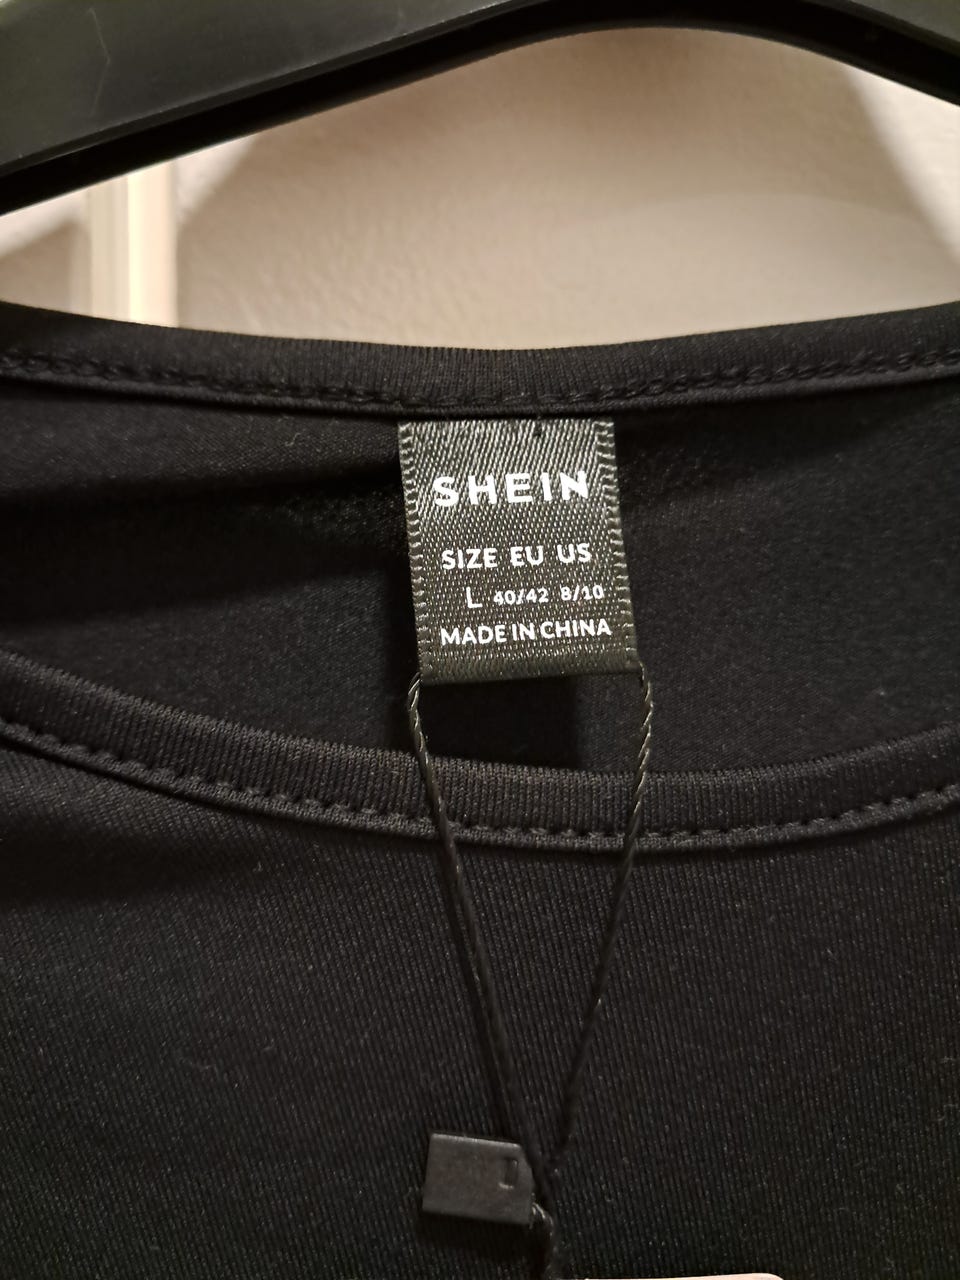 SHEIN
SIZE EU US
L 40/42 8/10
MADE IN CHINA